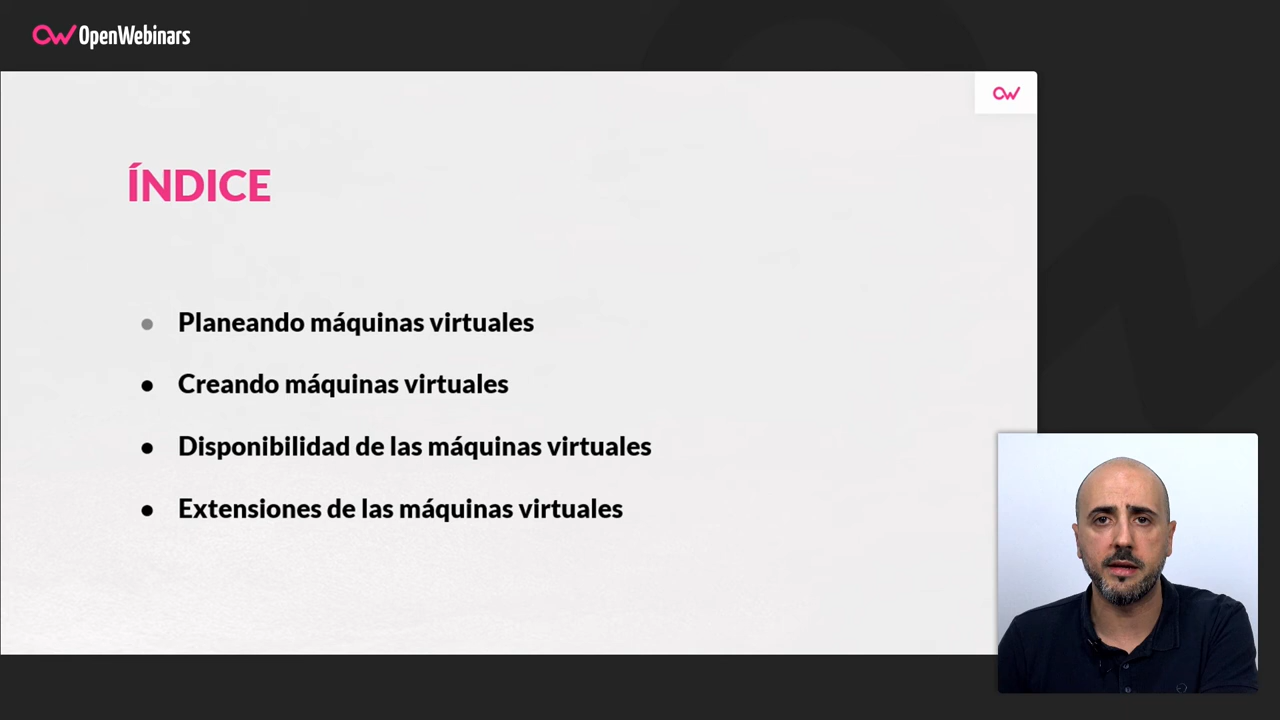 OpenWebinars
ÍNDICE
● Planeando máquinas virtuales
● Creando máquinas virtuales
● Disponibilidad de las máquinas virtuales
● Extensiones de las máquinas virtuales